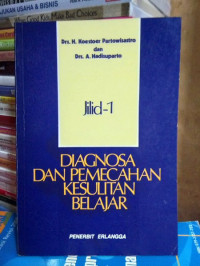 Drs. H. Koestoer Partowisastro
dan
Drs. A. Hadisuparto
Jilid-1
DIAGNOSA
DAN PEMECAHAN
KESULITAN
BELAJAR
PENERBIT ERLANGGA